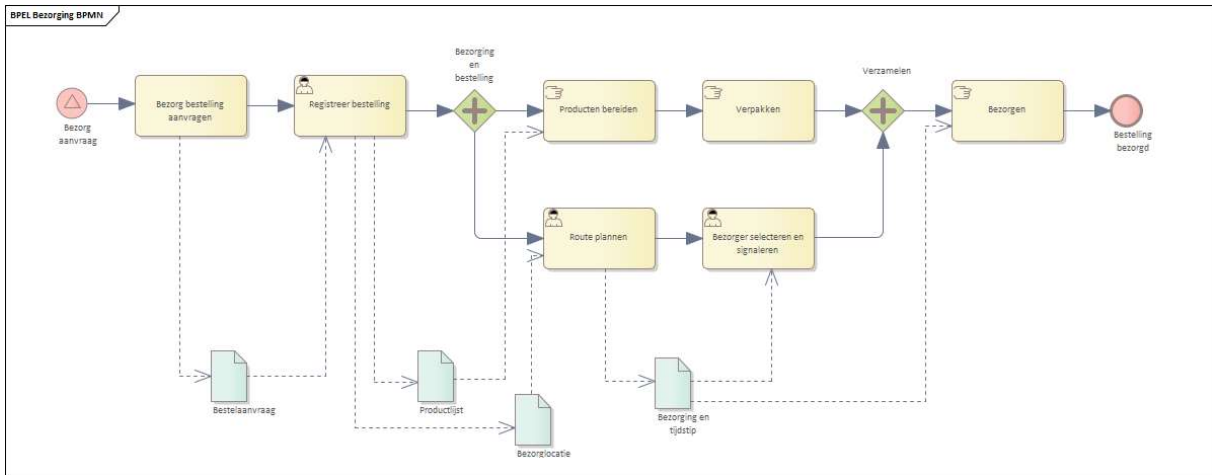 BPEL Bezorging BPMN
Bezorg
aanvraag
Bezorg bestelling
aanvragen
Registreer bestelling
Bezorging
en
bestelling
Producten bereiden
Verpakken
Verzamelen
Bezorgen
Bestelling
bezorgd
Route plannen
Bezorger selecteren en
signaleren
Bestelaanvraag
Productlijst
Bezorglocatie
Bezorging en
tijdstip